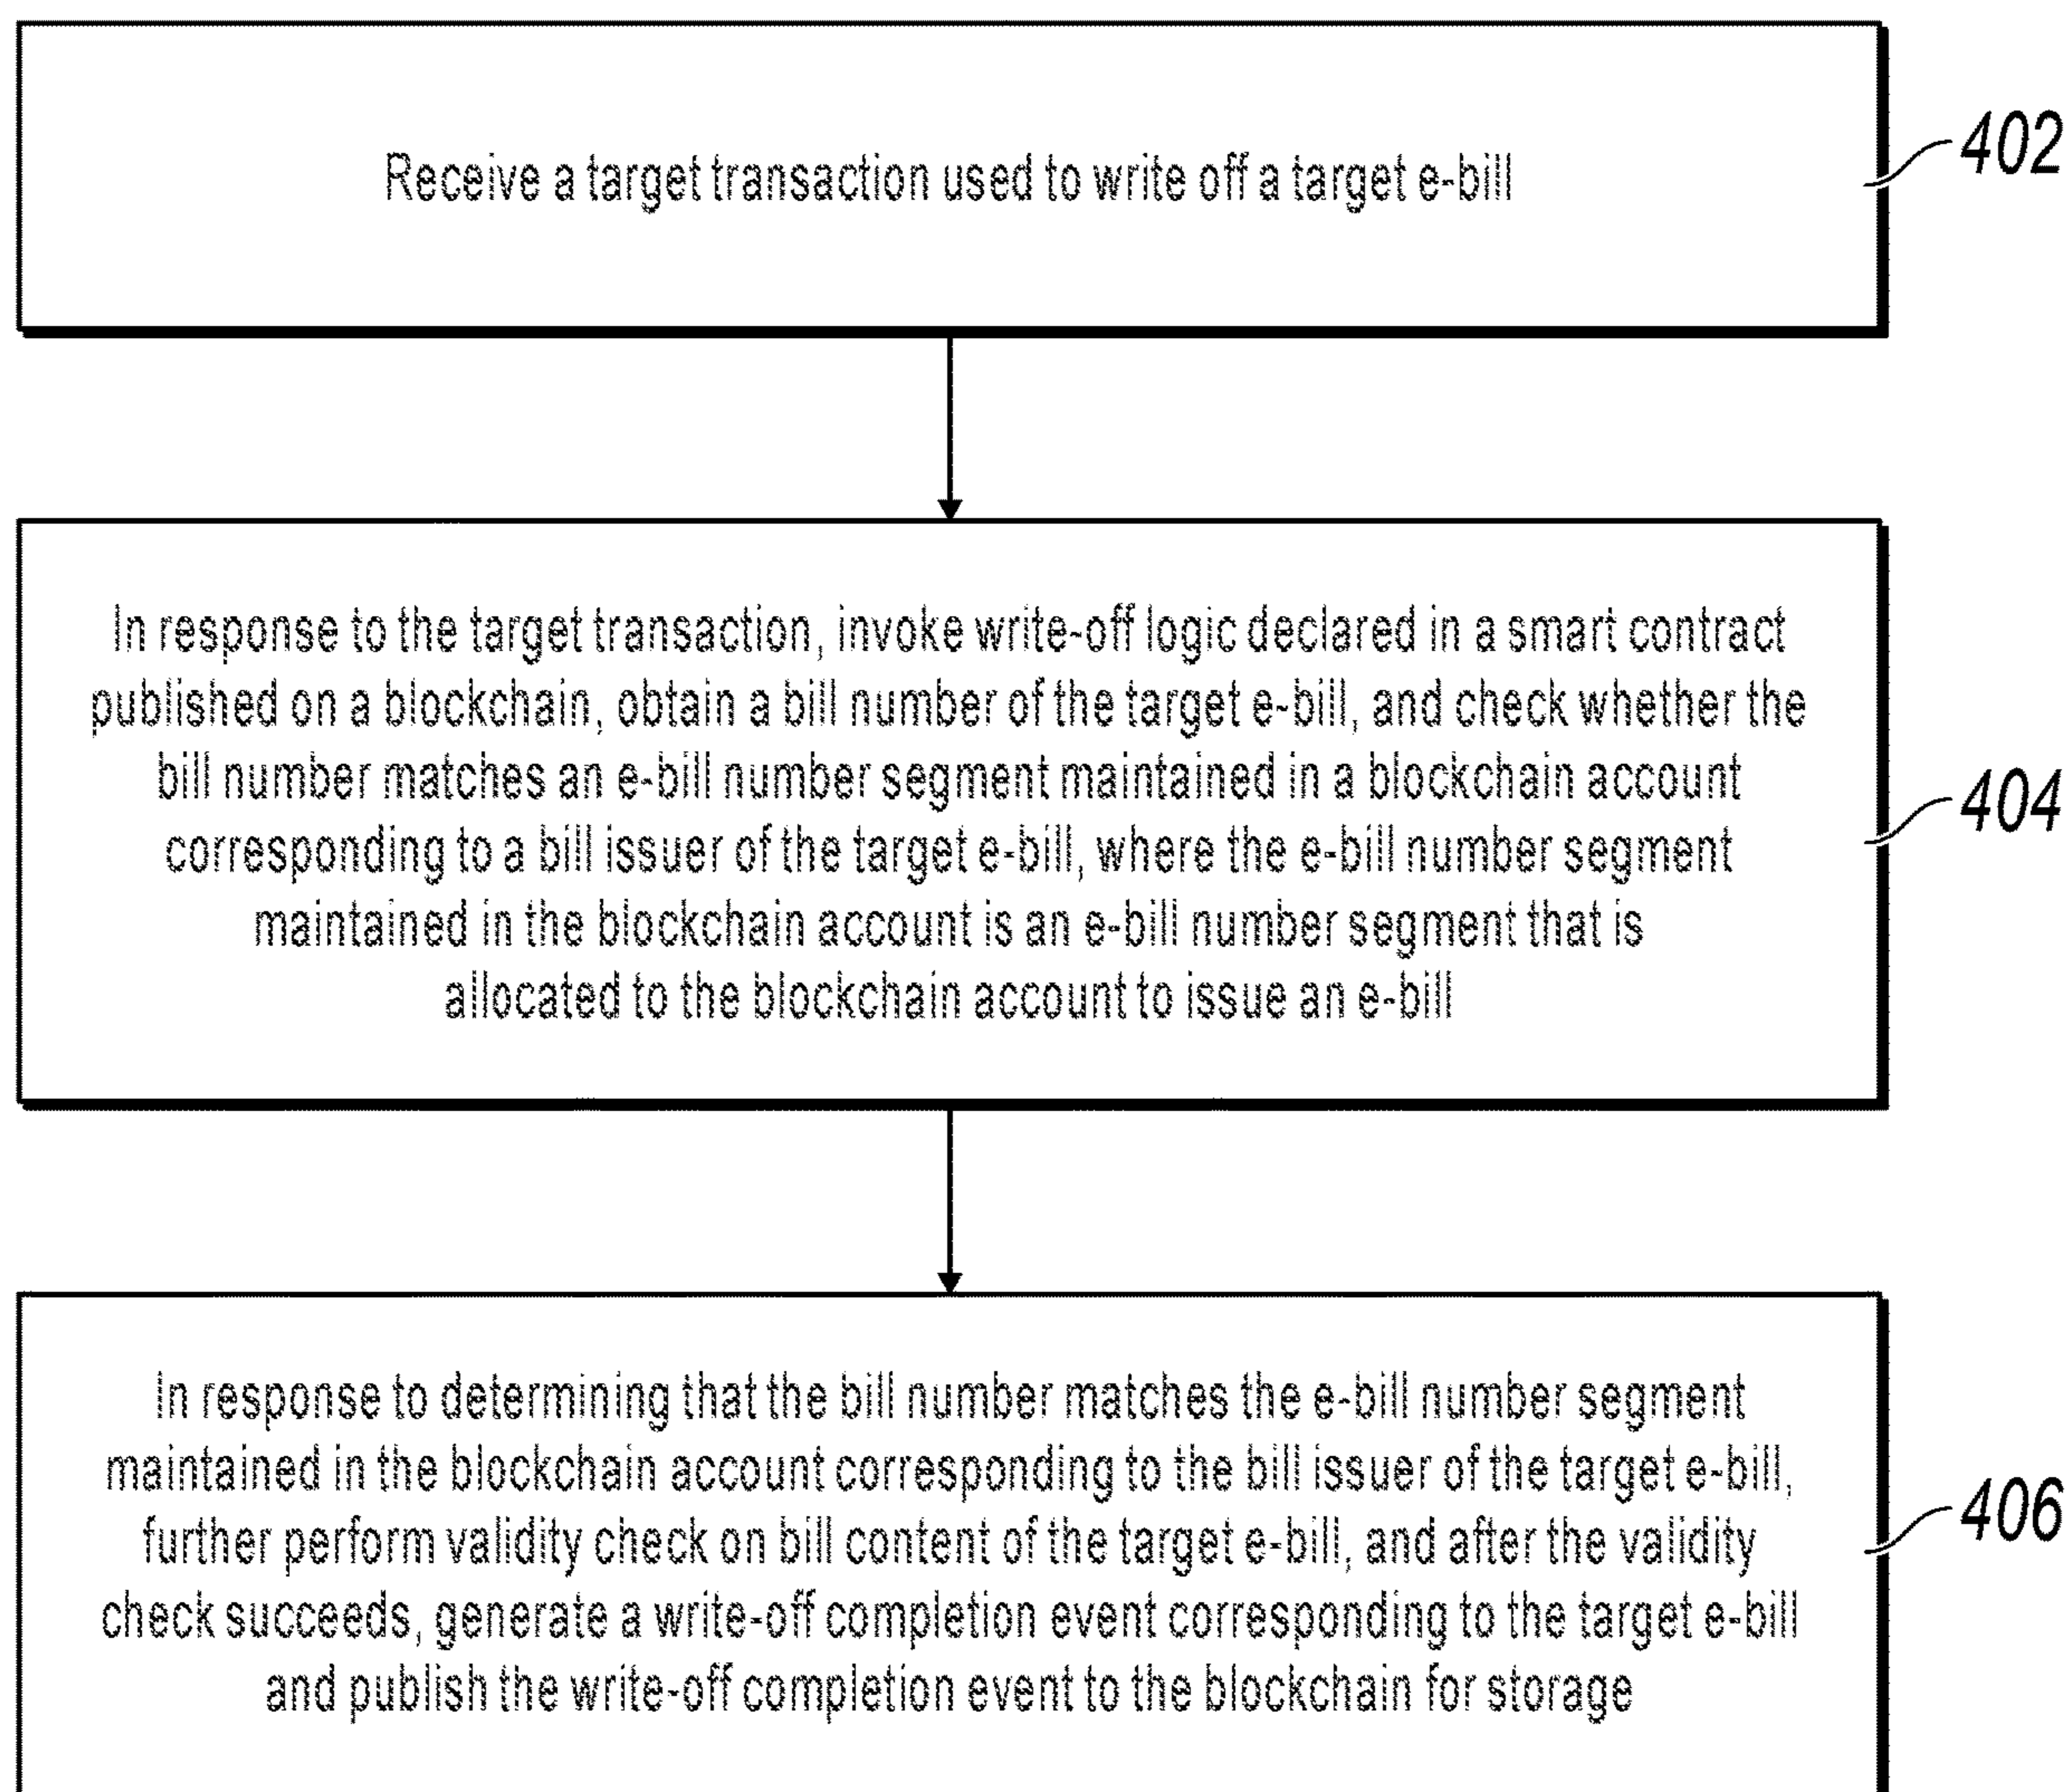 Receive a target transaction used to write off a target e-bill
402
In response to the target transaction, invoke write-off logic declared in a smart contract
published on a blockchain, obtain a bill number of the target e-bill, and check whether the
bill number matches an e-bill number segment maintained in a blockchain account
corresponding to a bill issuer of the target e-bill, where the e-bill number segment
maintained in the blockchain account is an e-bill number segment that is
allocated to the blockchain account to issue an e-bill
404
In response to determining that the bill number matches the e-bill number segment
maintained in the blockchain account corresponding to the bill issuer of the target e-bill,
further perform validity check on bill content of the target e-bill, and after the validity
check succeeds, generate a write-off completion event corresponding to the target e-bill
and publish the write-off completion event to the blockchain for storage
406